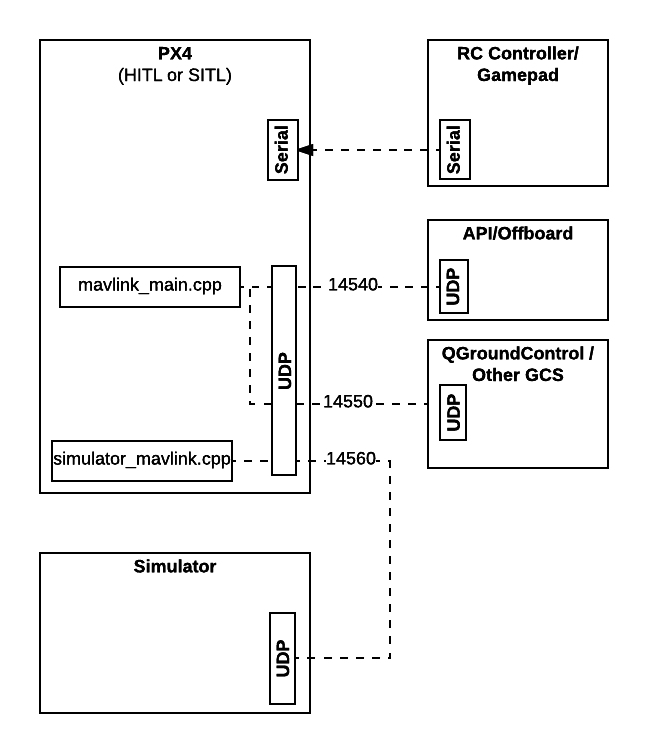 PX4
(HITL or SITL)
Serial
mavlink_main.cpp
UDP
simulator_mavlink.cpp
14540
14550
14560
RC Controller/
Gamepad
Serial
API/Offboard
UDP
QGroundControl /
Other GCS
UDP
Simulator
UDP